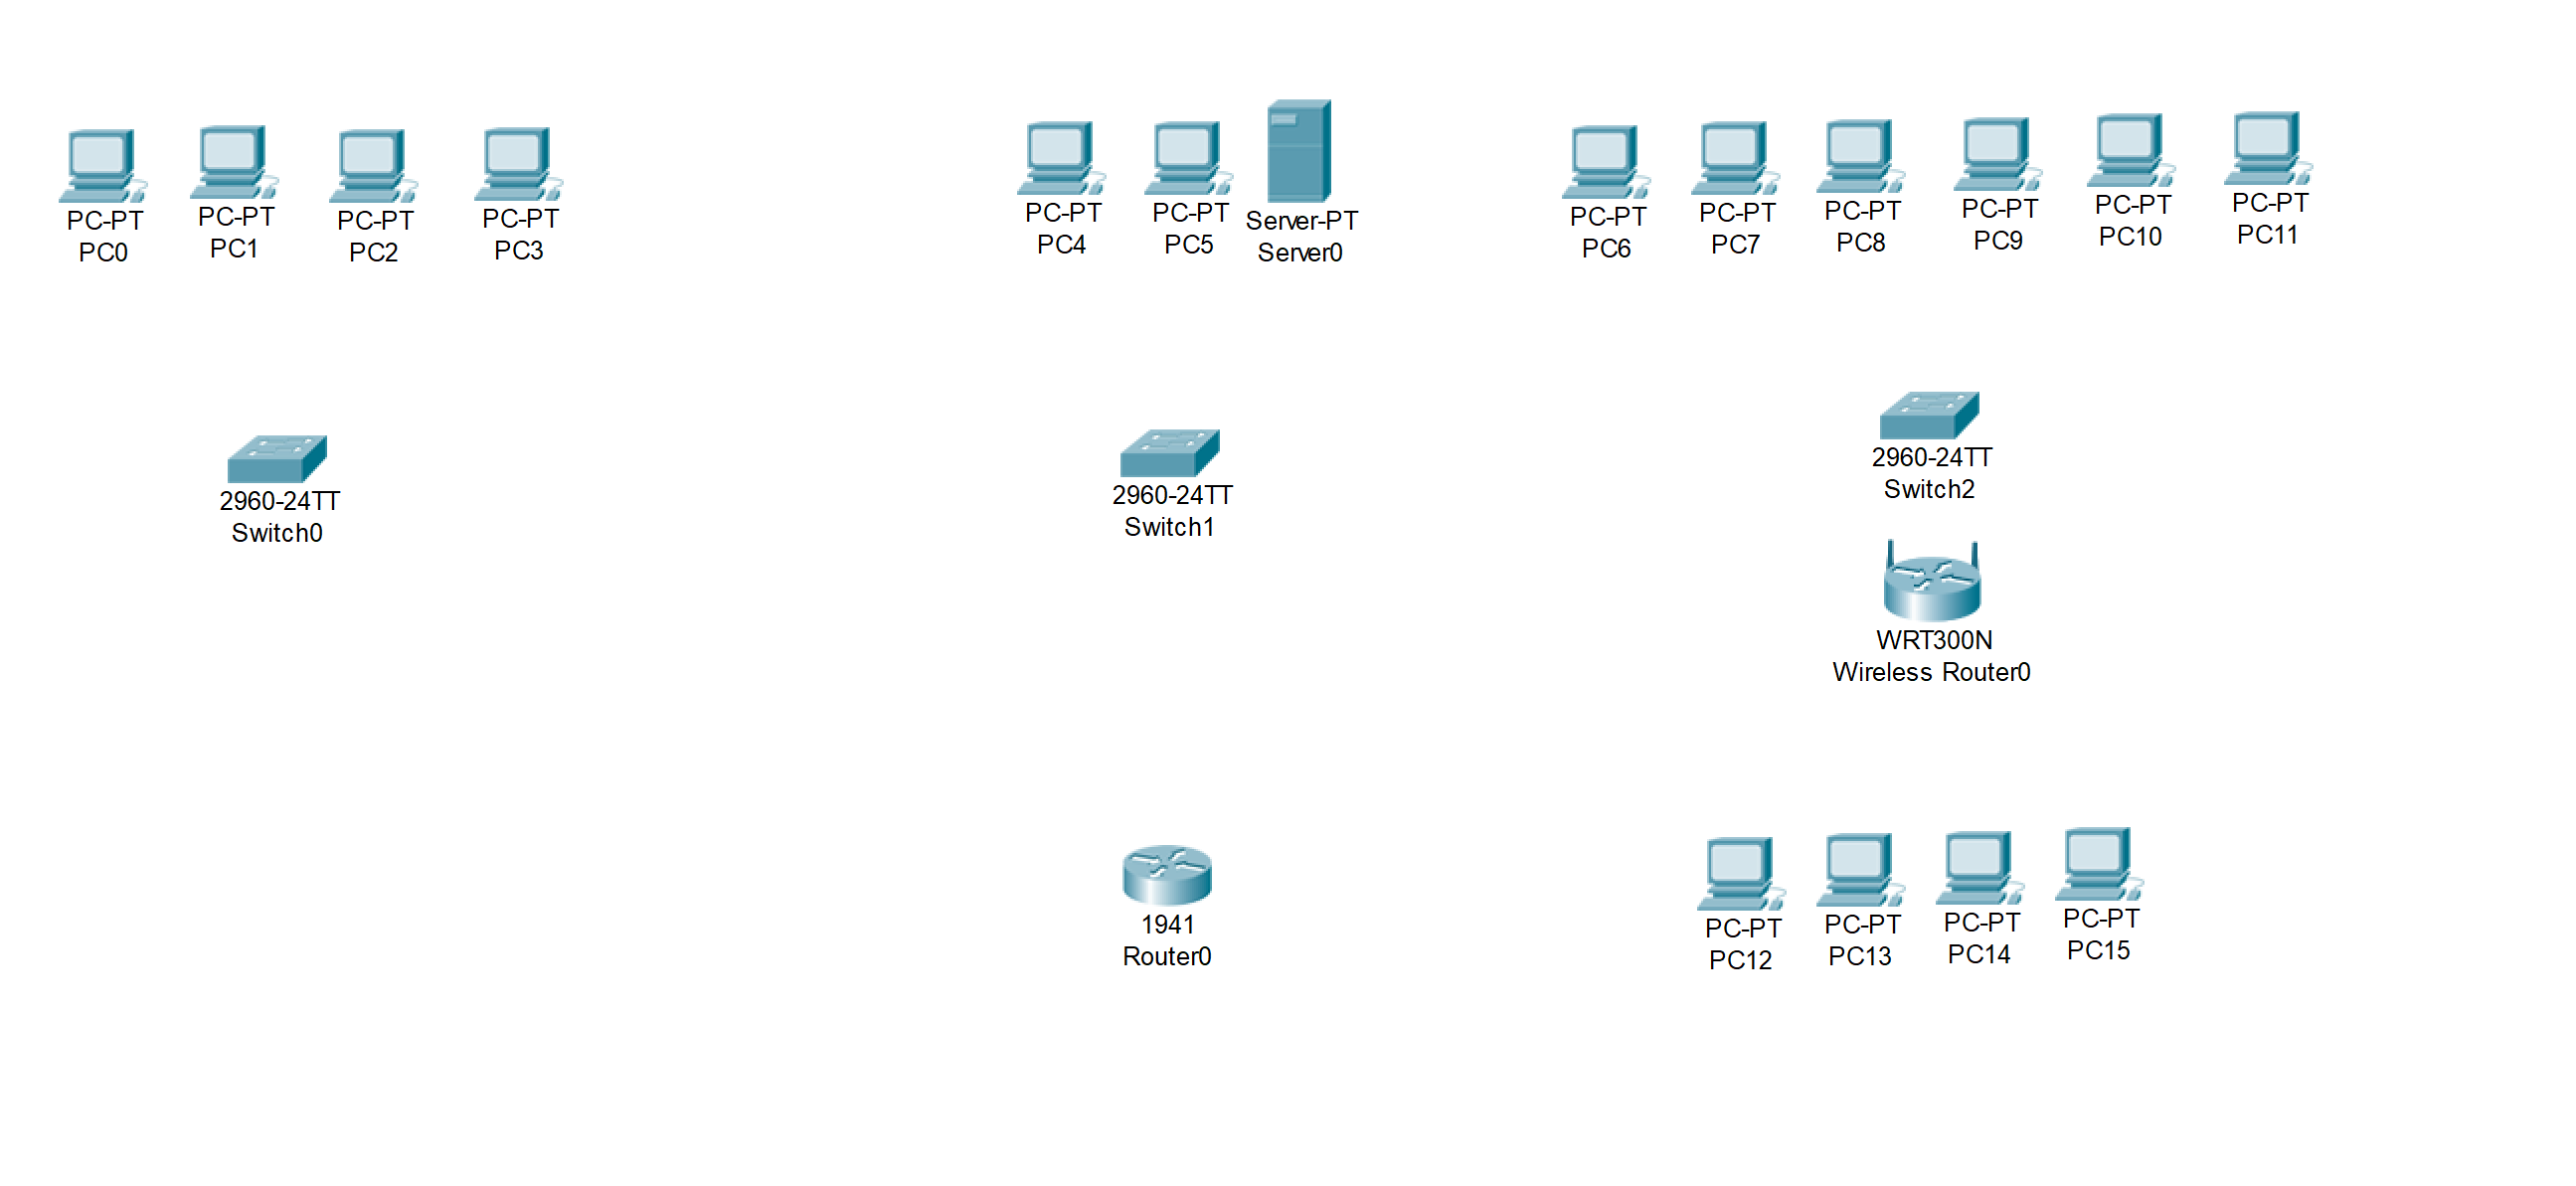 PC-PT
PC0
PC-PT
PC1
PC-PT
PC2
PC-PT
PC3
PC-PT
PC4
PC-PT
PC5
Server-PT
Server0
PC-PT
PC6
PC-PT
PC7
PC-PT
PC8
PC-PT
PC9
PC-PT
PC10
PC-PT
PC11
2960-24TT
Switch0
2960-24TT
Switch1
2960-24TT
Switch2
WRT300N
Wireless Router0
1941
Router0
PC-PT
PC12
PC-PT
PC13
PC-PT
PC14
PC-PT
PC15